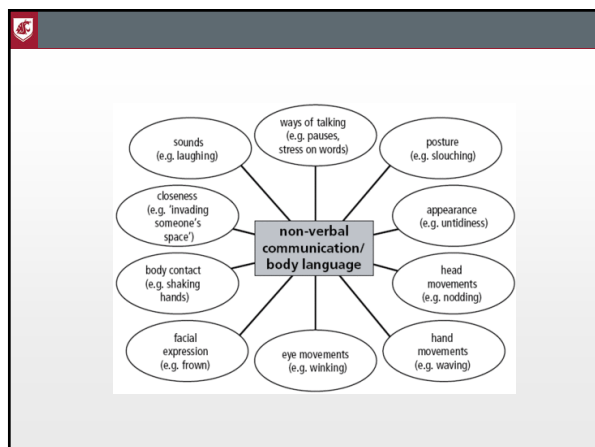 ways of talking
(e.g. pauses,
stress on words)
sounds
(e.g. laughing)
posture
(e.g. slouching)
closeness
(e.g. 'invading
someone's
space')
appearance
(e.g. untidiness)
non-verbal
communication/
body language
body contact
(e.g. shaking
hands)
head
movements
(e.g. nodding)
facial
expression
(e.g. frown)
eye movements
(e.g. winking)
hand
movements
(e.g. waving)